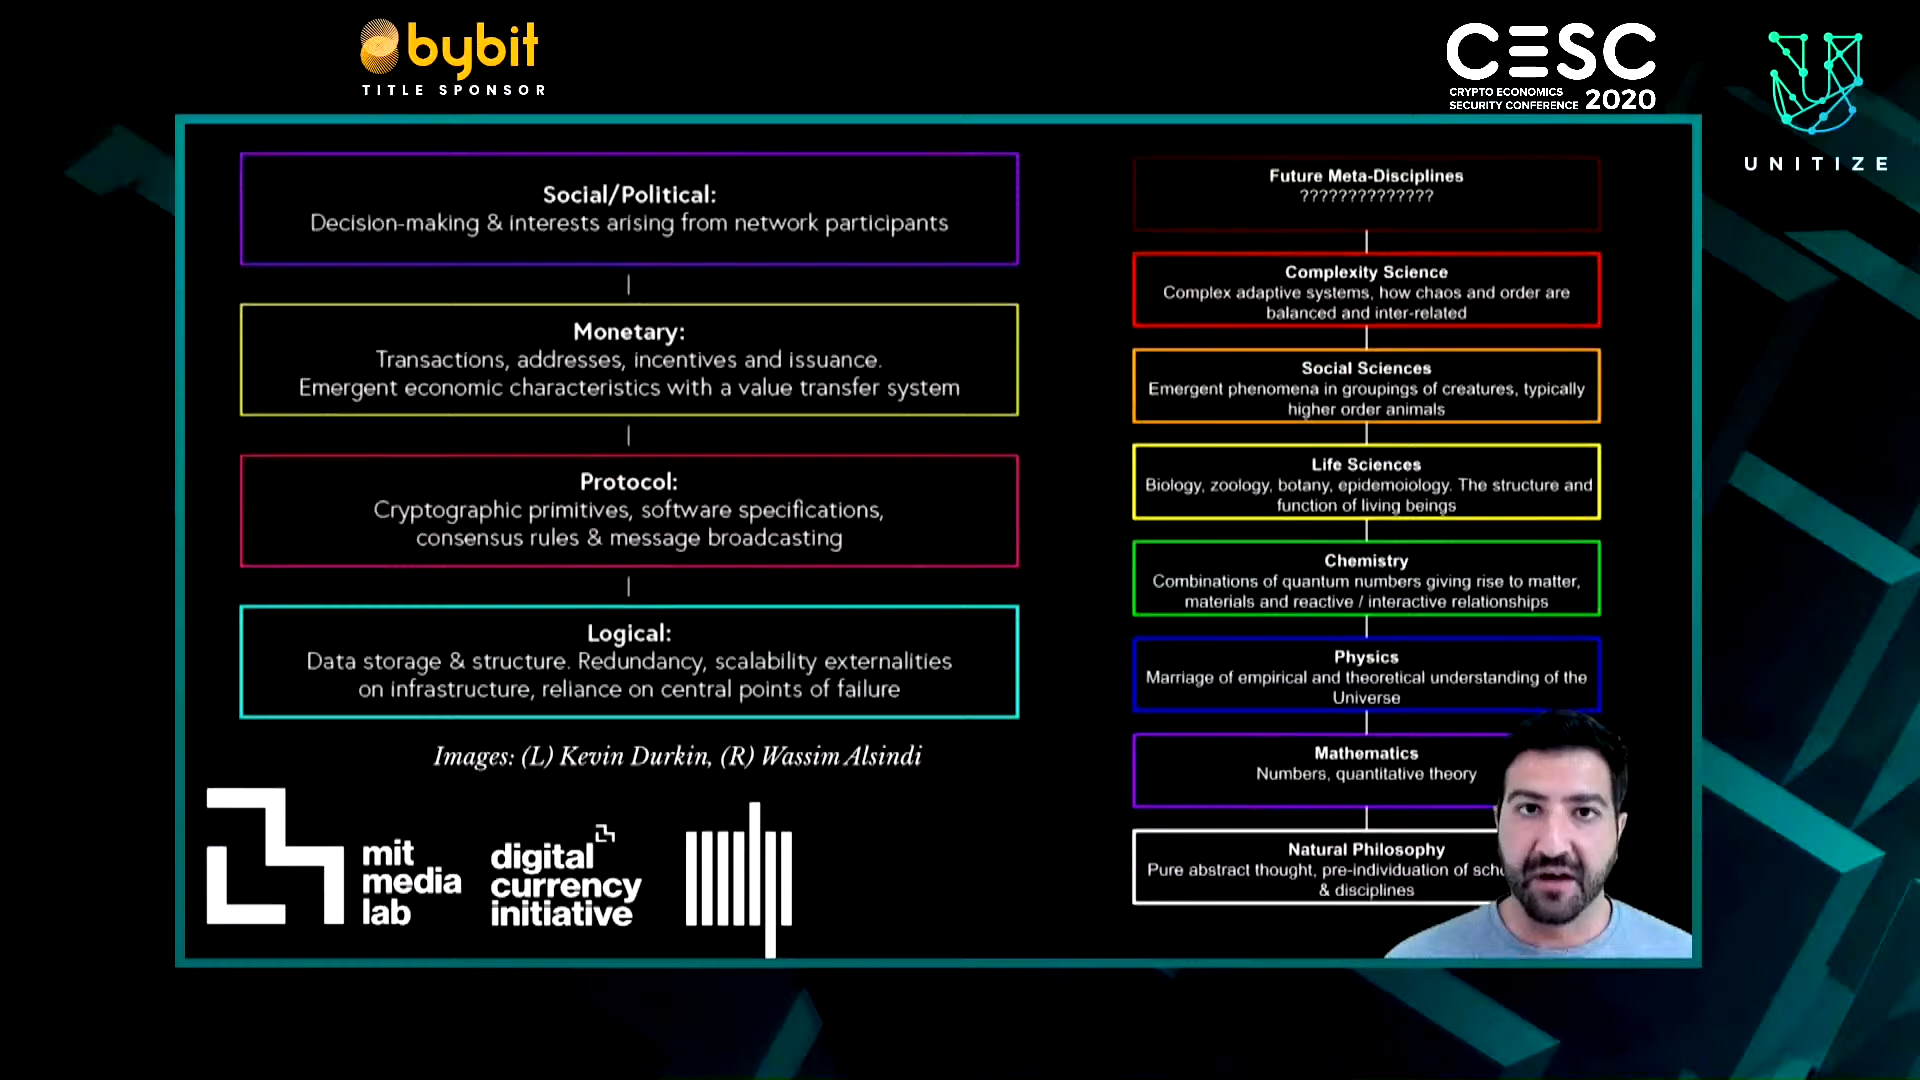 bybit
TITLE SPONSOR
CESC
CRYPTO ECONOMICS
SECURITY CONFERENCE 2020
UNITIZE
Social/Political:
Decision-making & interests arising from network participants
Monetary:
Transactions, addresses, incentives and issuance.
Emergent economic characteristics with a value transfer system
Protocol:
Cryptographic primitives, software specifications,
consensus rules & message broadcasting
Logical:
Data storage & structure. Redundancy, scalability externalities
on infrastructure, reliance on central points of failure
Images: (L) Kevin Durkin, (R) Wassim Alsindi
mit
media
lab
digital
currency
initiative
Future Meta-Disciplines
??????????????
Complexity Science
Complex adaptive systems, how chaos and order are
balanced and inter-related
Social Sciences
Emergent phenomena in groupings of creatures, typically
higher order animals
Life Sciences
Biology, zoology, botany, epidemoiology. The structure and
function of living beings
Chemistry
Combinations of quantum numbers giving rise to matter,
materials and reactive / interactive relationships
Physics
Marriage of empirical and theoretical understanding of the
Universe
Mathematics
Numbers, quantitative theory
Natural Philosophy
Pure abstract thought, pre-individuation of
& disciplines